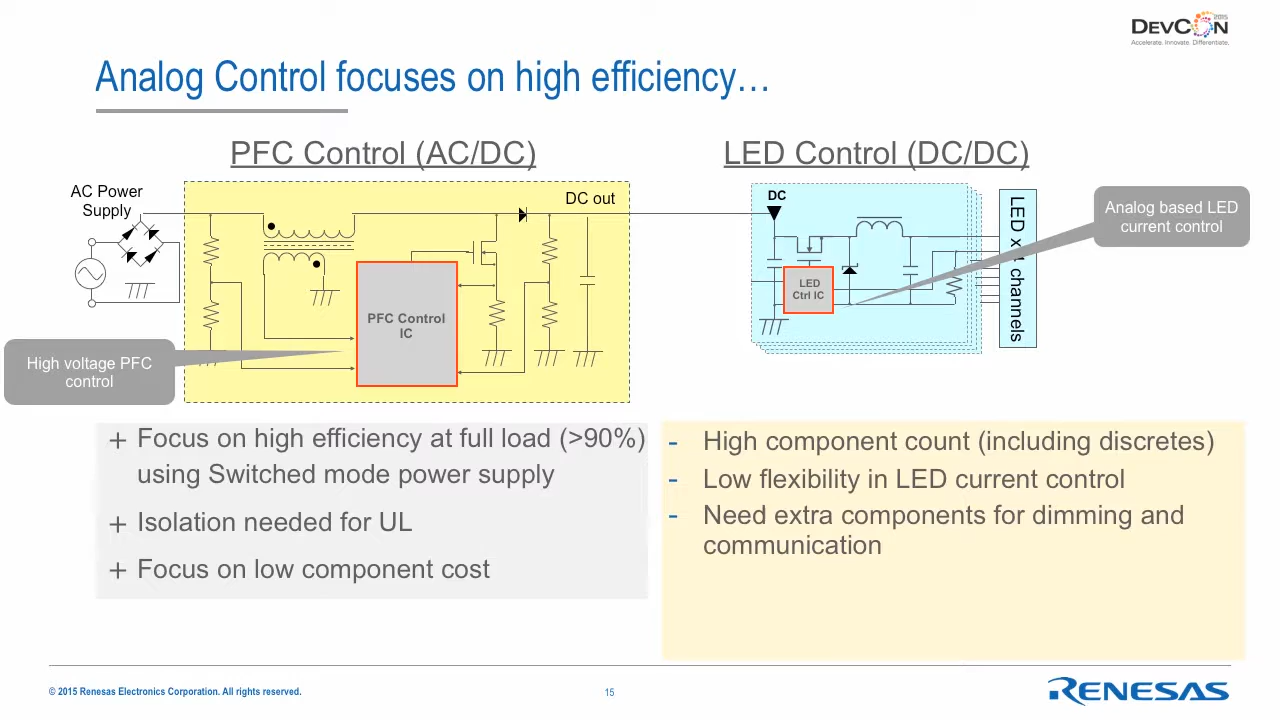 DEVCON 2015
Accelerate. Innovate. Differentiate.
Analog Control focuses on high efficiency…
PFC Control (AC/DC)
LED Control (DC/DC)
AC Power
Supply
DC out
PFC Control
IC
High voltage PFC
control
DC
LED
Ctrl IC
channels
Analog based LED
current control
+ Focus on high efficiency at full load (>90%)
using Switched mode power supply
+ Isolation needed for UL
+ Focus on low component cost
- High component count (including discretes)
- Low flexibility in LED current control
- Need extra components for dimming and
communication
© 2015 Renesas Electronics Corporation. All rights reserved.
15
RENESAS